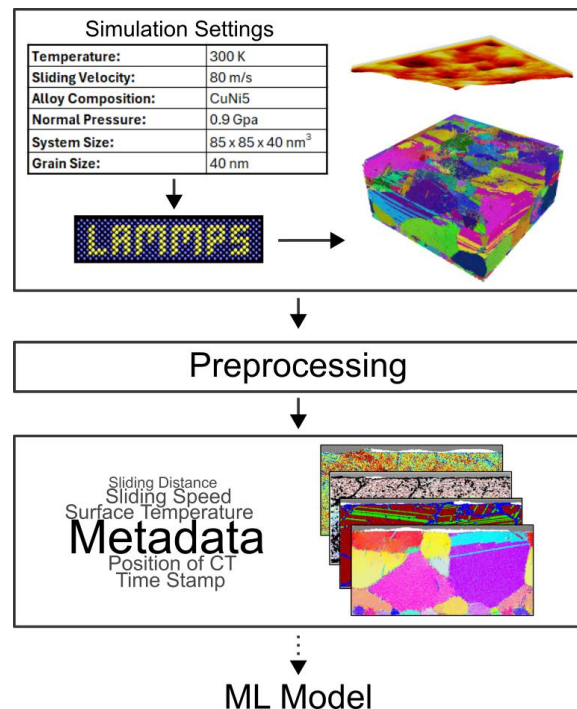 Simulation Settings
Temperature: 300 K
Sliding Velocity: 80 m/s
Alloy Composition: CuNi5
Normal Pressure: 0.9 Gpa
System Size: 85 x 85 x 40 nm³
Grain Size: 40 nm
LAMMPS
Preprocessing
Sliding Distance
Sliding Speed
Surface Temperature
Metadata
Position of CT
Time Stamp
ML Model